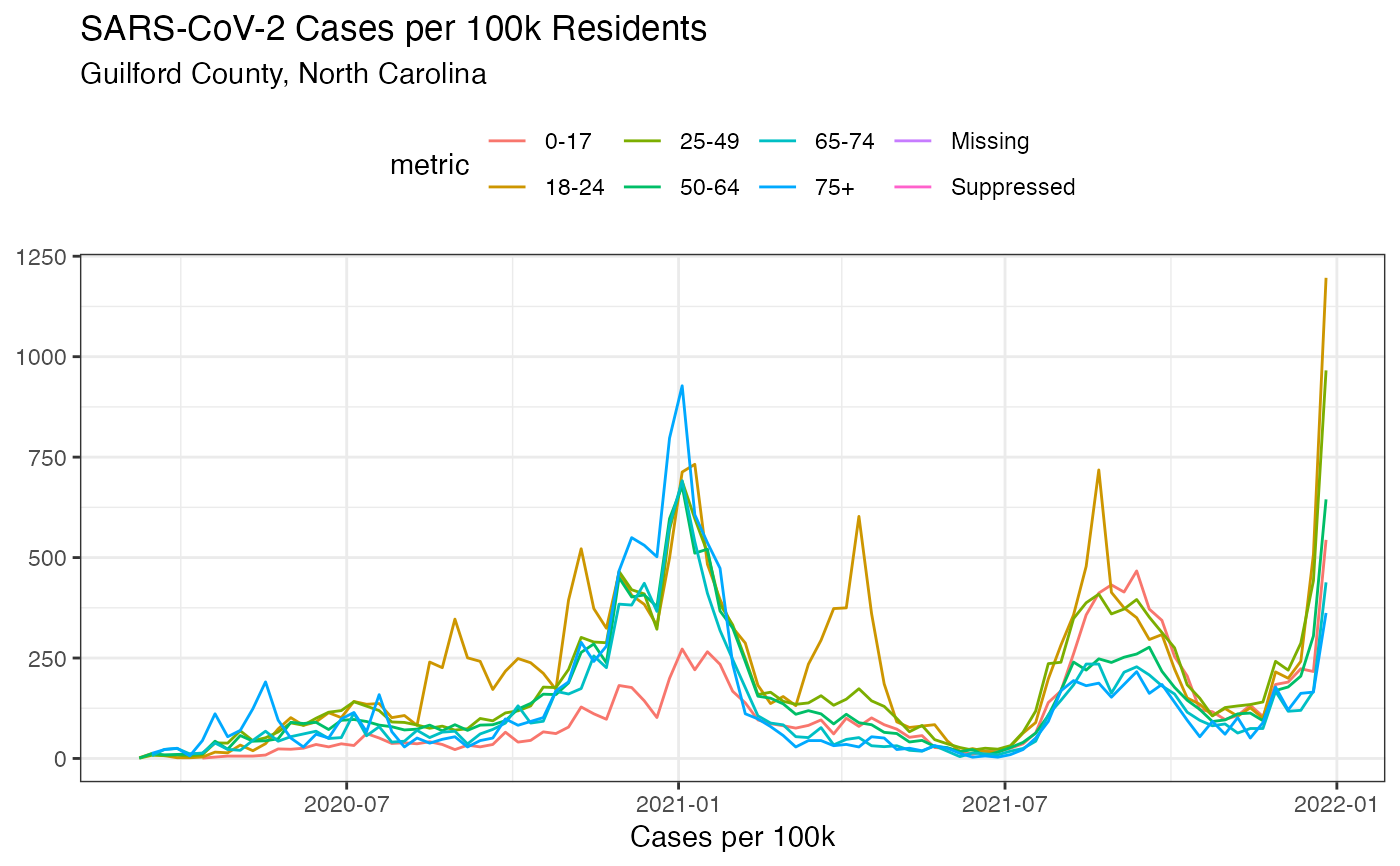 SARS-CoV-2 Cases per 100k Residents
Guilford County, North Carolina
metric
0-17 25-49 65-74 Missing
18-24 50-64 75+ Suppressed
1250
1000
750
500
250
0
2020-07 2021-01 2021-07 2022-01
Cases per 100k